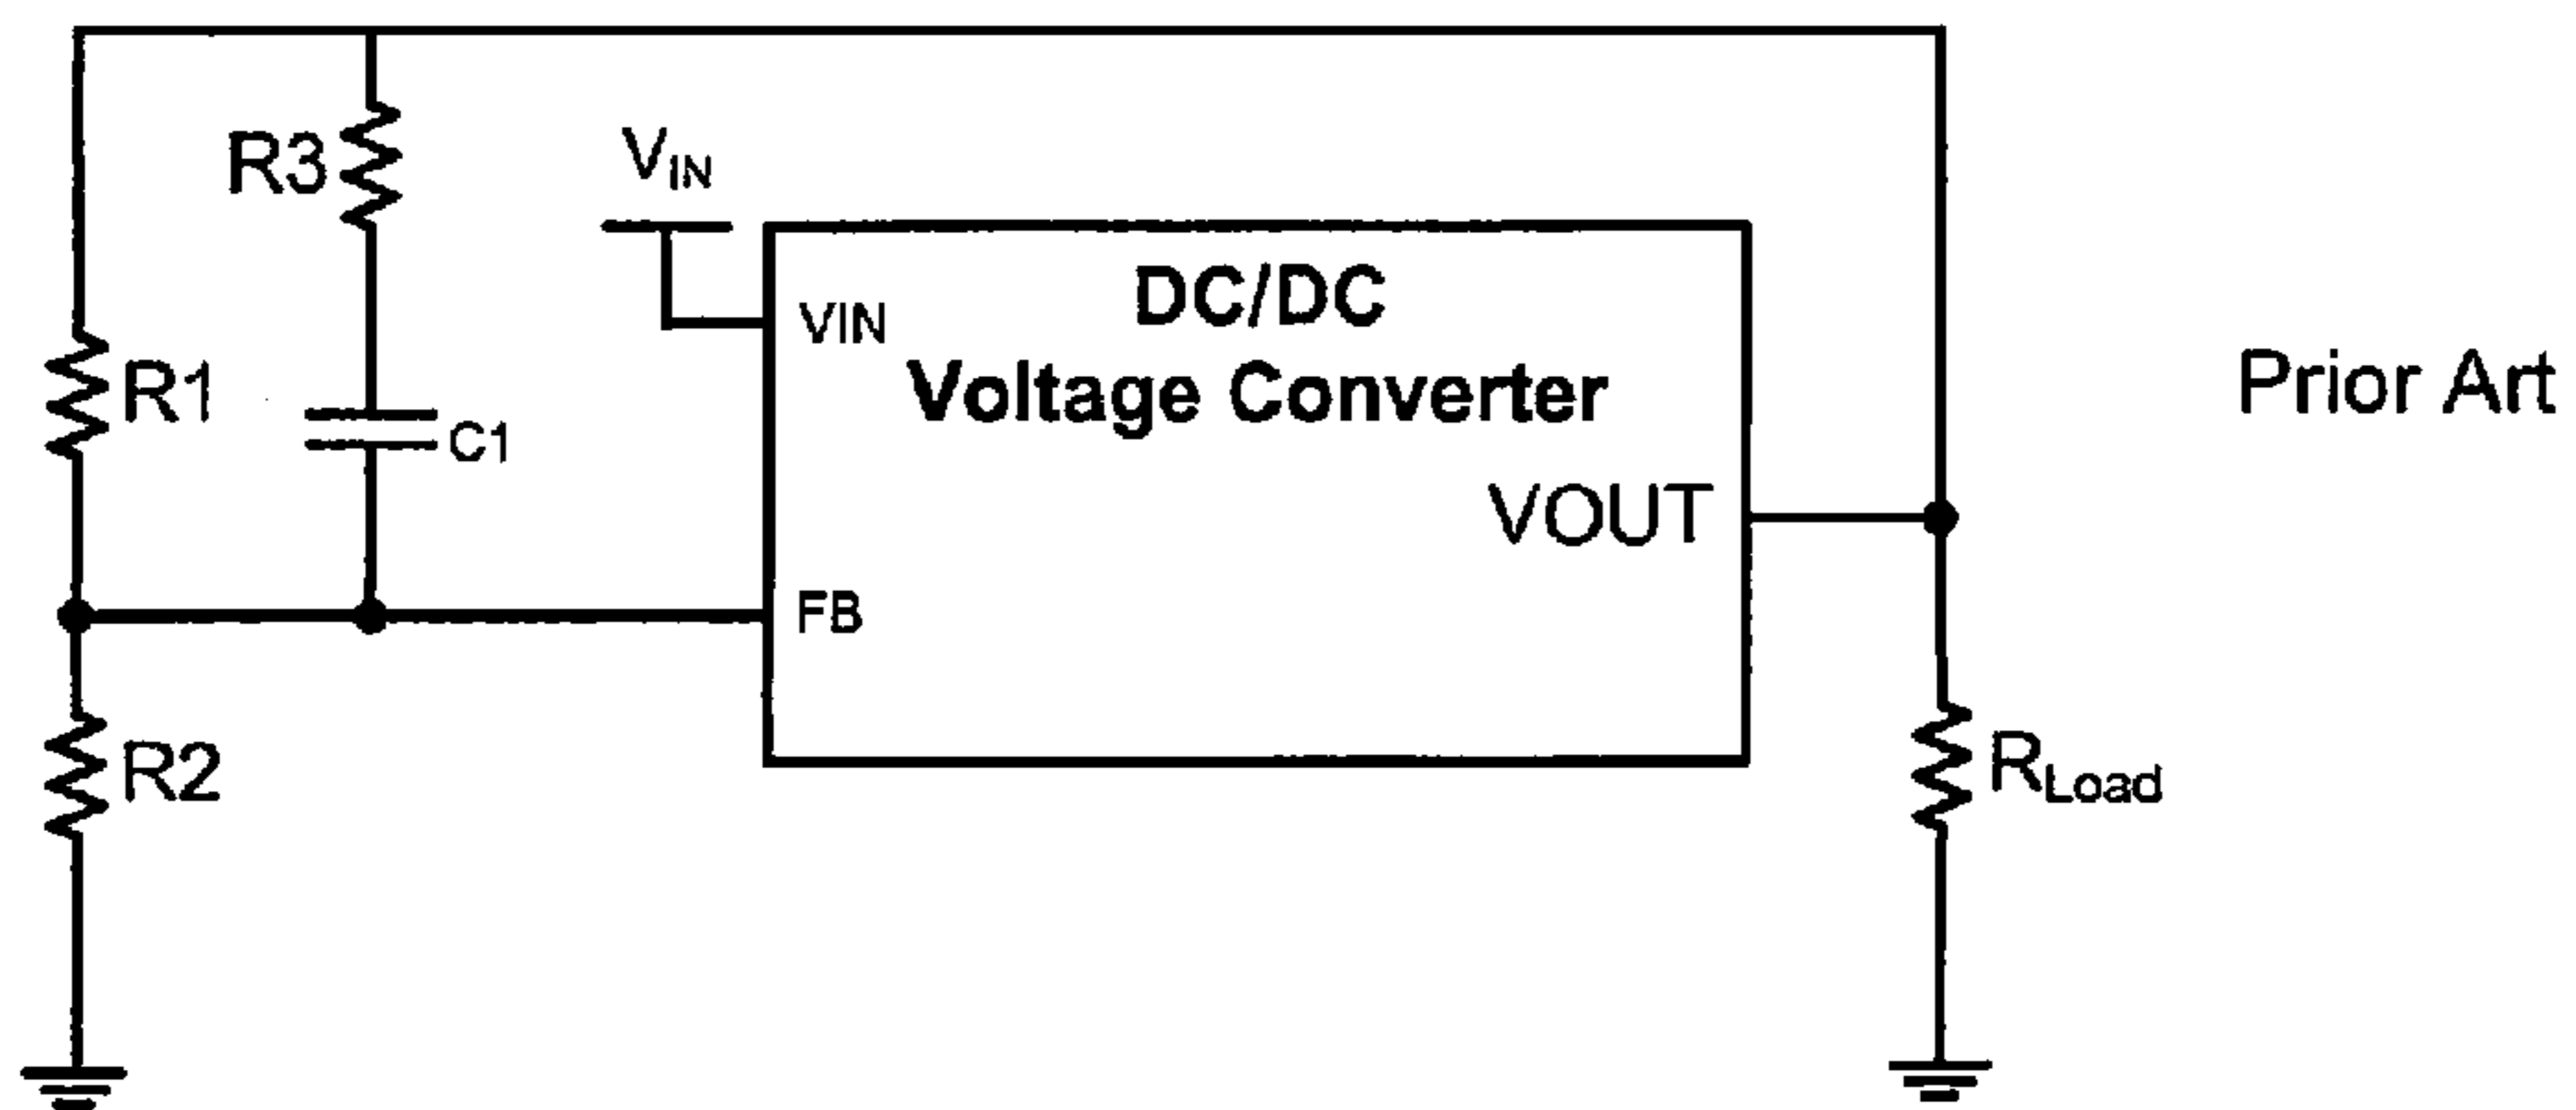 R3
V_IN
DC/DC
Voltage Converter
VIN
R1
C1
Prior Art
VOUT
FB
R2
R_Load